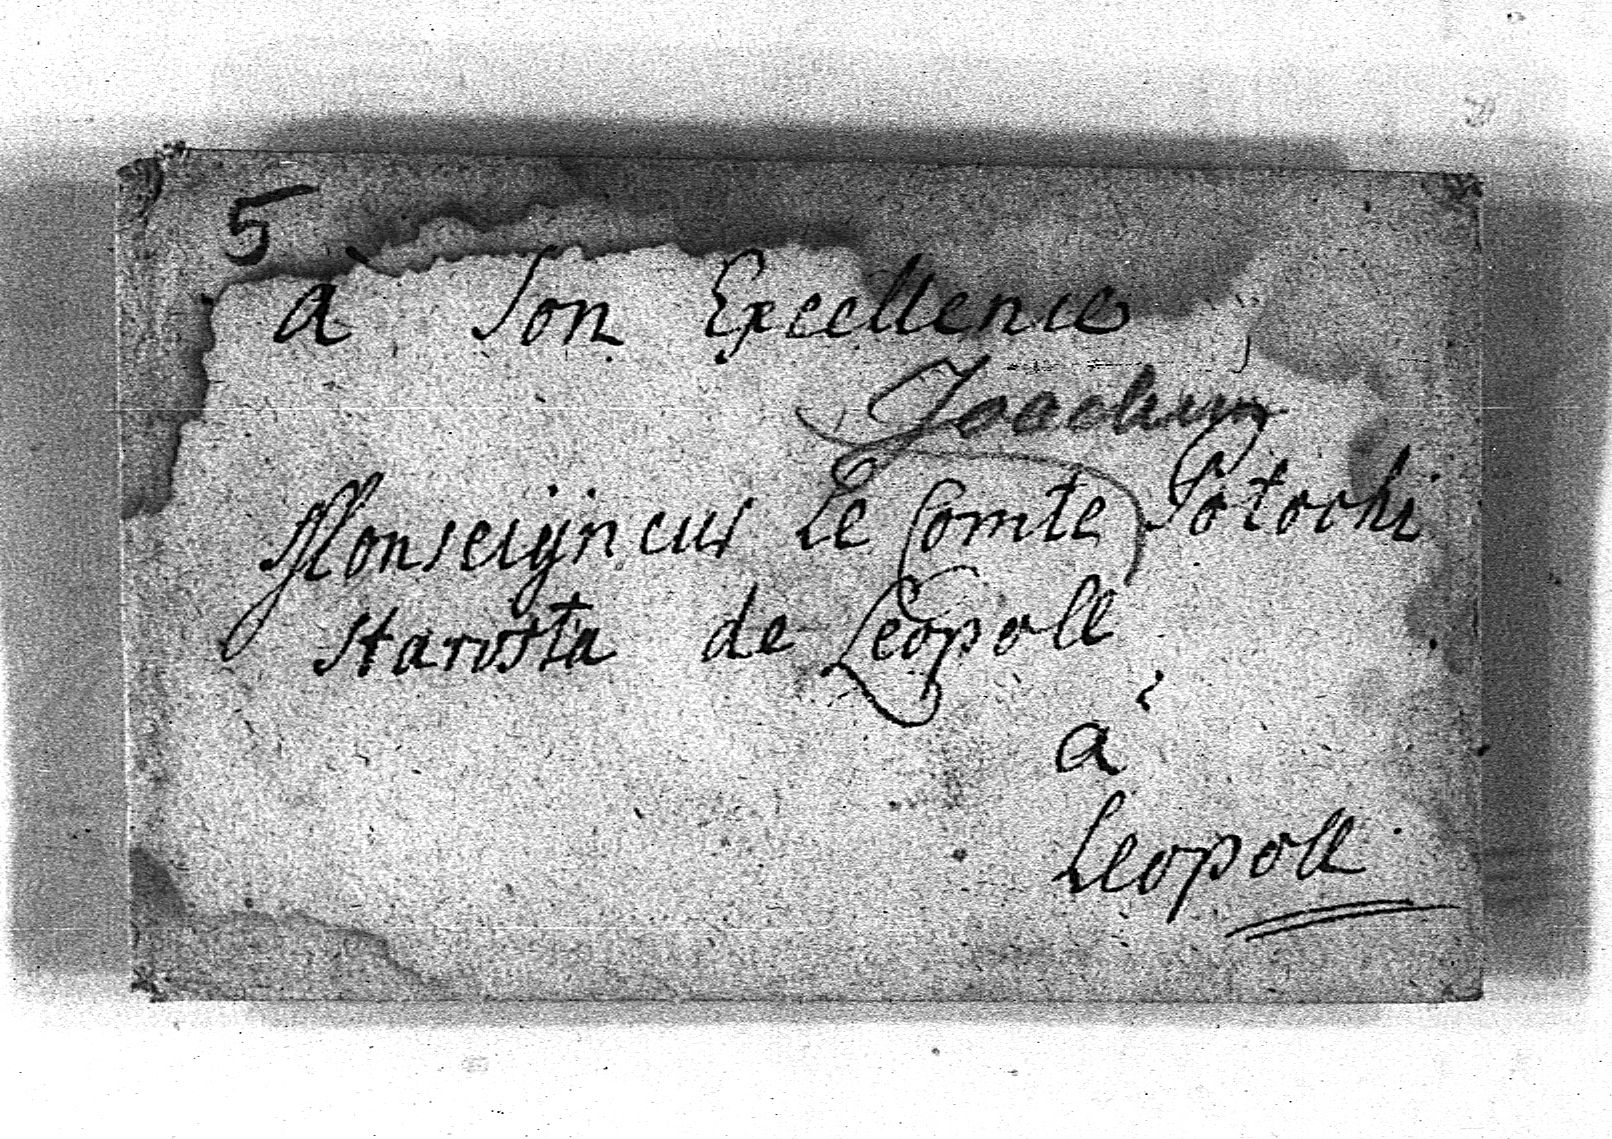 5
à Son Excellence
Joachim
Monseigneur Le Comte Potocki
Starosta de Leopoll
à
Leopoll